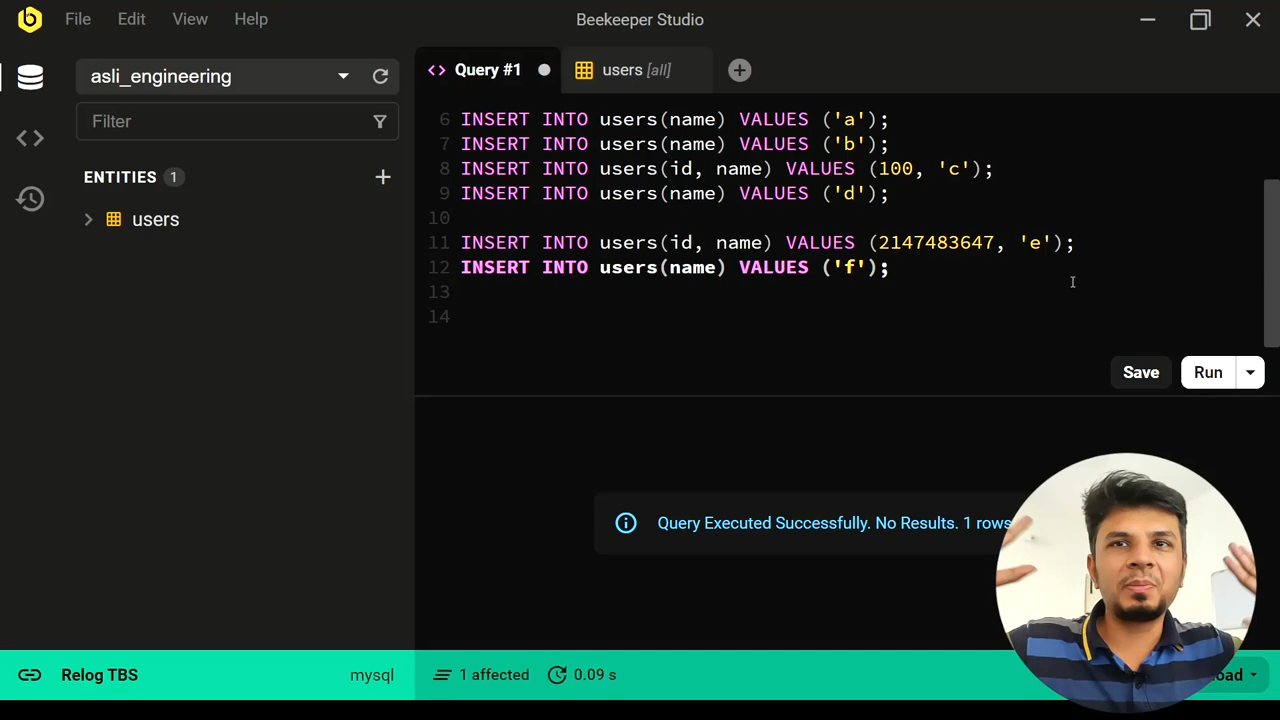 File Edit View Help
Beekeeper Studio
asli_engineering
Filter
ENTITIES 1
users
Query #1
users [all]
6 INSERT INTO users(name) VALUES ('a');
7 INSERT INTO users(name) VALUES ('b');
8 INSERT INTO users(id, name) VALUES (100, 'c');
9 INSERT INTO users(name) VALUES ('d');
10
11 INSERT INTO users(id, name) VALUES (2147483647, 'e');
12 INSERT INTO users(name) VALUES ('f');
13
14
Save Run
Query Executed Successfully. No Results. 1 rows
Relog TBS mysql
1 affected 0.09 s